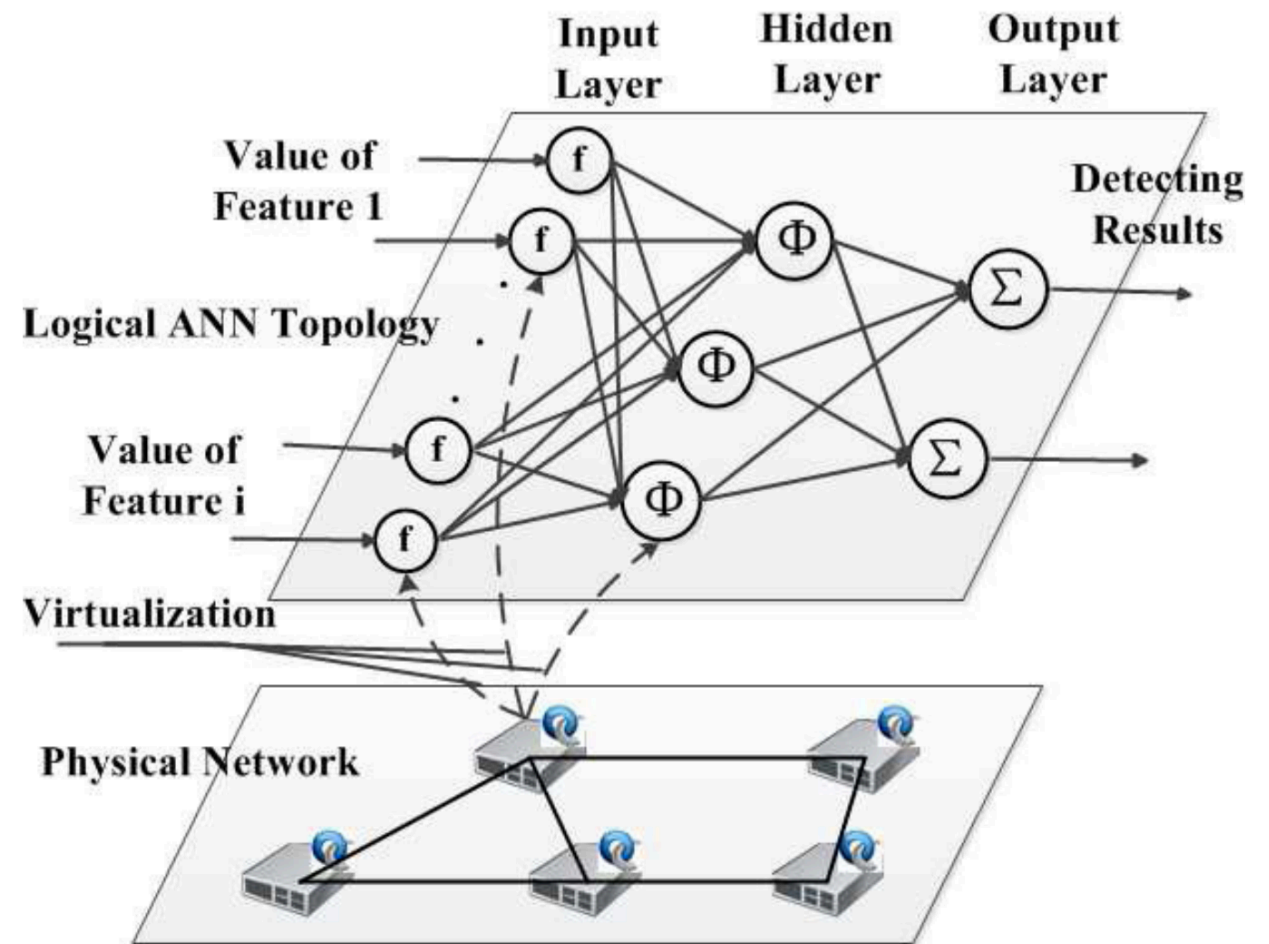 Input
Layer
Hidden
Layer
Output
Layer
Value of
Feature 1
f
f
Φ
Detecting
Results
Σ
Logical ANN Topology
Φ
Value of
Feature i
f
Σ
Φ
f
Virtualization
Physical Network